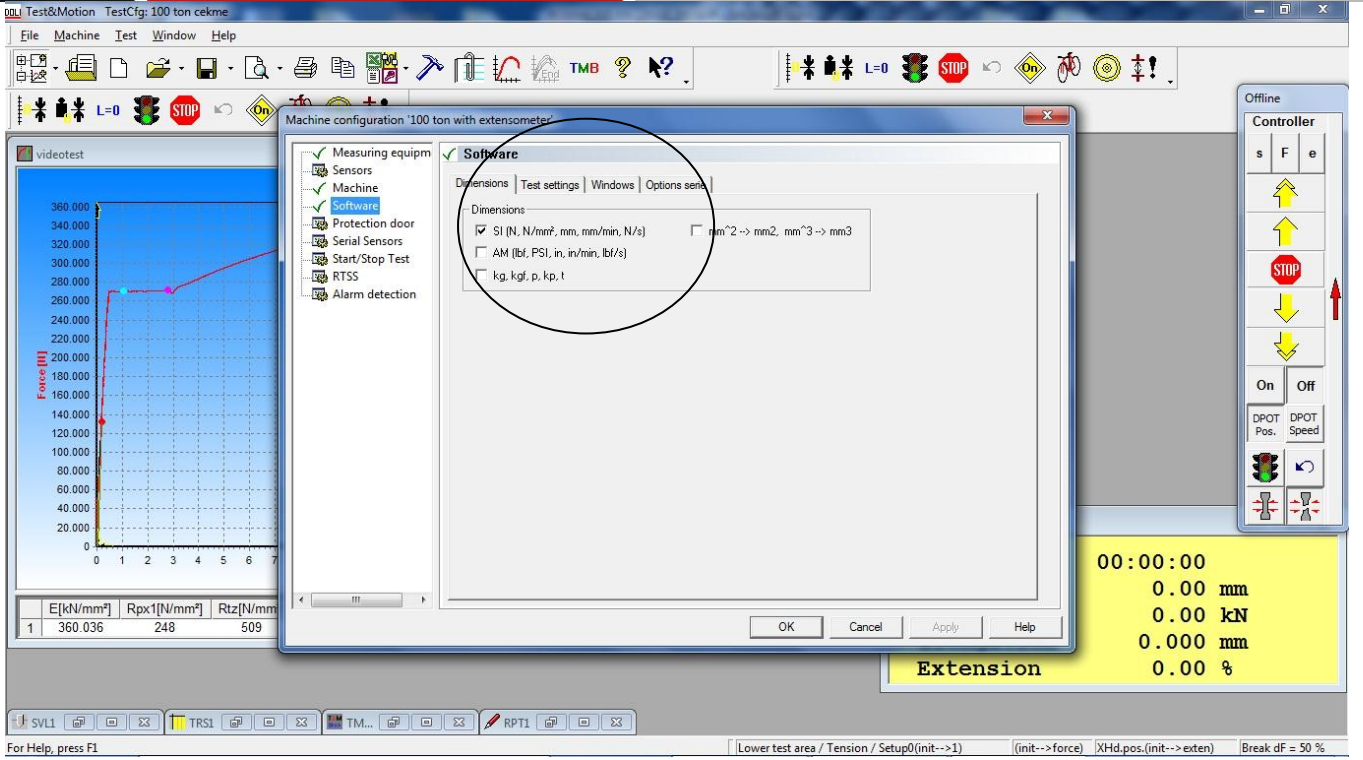 DOLI Test&Motion TestCfg: 100 ton cekme
File Machine Test Window Help
TMB
L=0 STOP On
L=0 STOP On
videotest
360.000
340.000
320.000
300.000
280.000
260.000
240.000
220.000
200.000
180.000
160.000
140.000
120.000
100.000
80.000
60.000
40.000
20.000
0
Force [N]
0 1 2 3 4 5 6 7
E[kN/mm²] Rpx1[N/mm²] Rtz[N/mm
1 360.036 248 509
Machine configuration '100 ton with extensometer'
Measuring equipm
Sensors
Machine
Software
Protection door
Serial Sensors
Start/Stop Test
RTSS
Alarm detection
Software
Dimensions Test settings Windows Options serie
Dimensions
SI (N, N/mm², mm, mm/min, N/s) mm^2 --> mm2, mm^3 --> mm3
AM (lbf, PSI, in, in/min, lbf/s)
kg, kgf, p, kp, t
OK Cancel Apply Help
Offline
Controller
s F e
STOP
On Off
DPOT Pos. DPOT Speed
00:00:00
0.00 mm
0.00 kN
0.000 mm
Extension 0.00 %
SVL1 TRS1 TM... RPT1
For Help, press F1 Lower test area / Tension / Setup0(init-->1) (init-->force) XHd.pos.(init-->exten) Break dF = 50 %